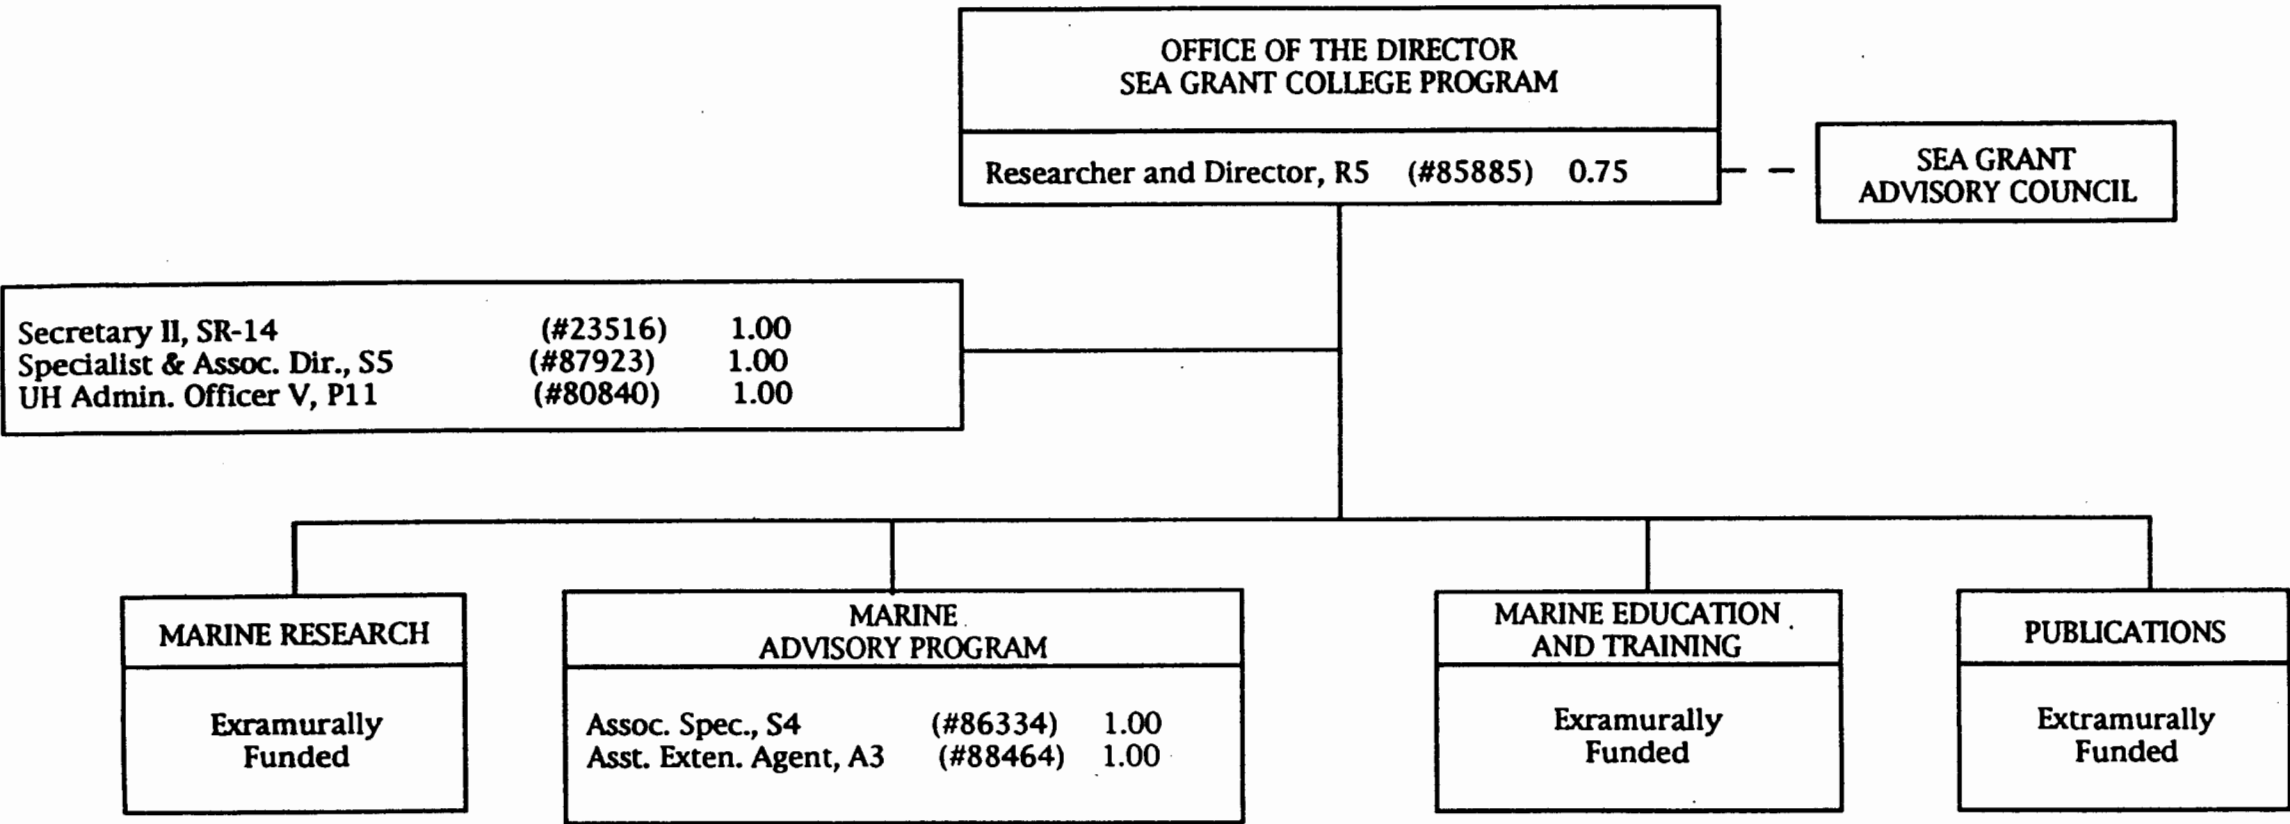 OFFICE OF THE DIRECTOR
SEA GRANT COLLEGE PROGRAM
Researcher and Director, R5 (#85885) 0.75
SEA GRANT
ADVISORY COUNCIL
Secretary II, SR-14 (#23516) 1.00
Specialist & Assoc. Dir., S5 (#87923) 1.00
UH Admin. Officer V, P11 (#80840) 1.00
MARINE RESEARCH
Exramurally
Funded
MARINE
ADVISORY PROGRAM
Assoc. Spec., S4 (#86334) 1.00
Asst. Exten. Agent, A3 (#88464) 1.00
MARINE EDUCATION
AND TRAINING
Exramurally
Funded
PUBLICATIONS
Extramurally
Funded